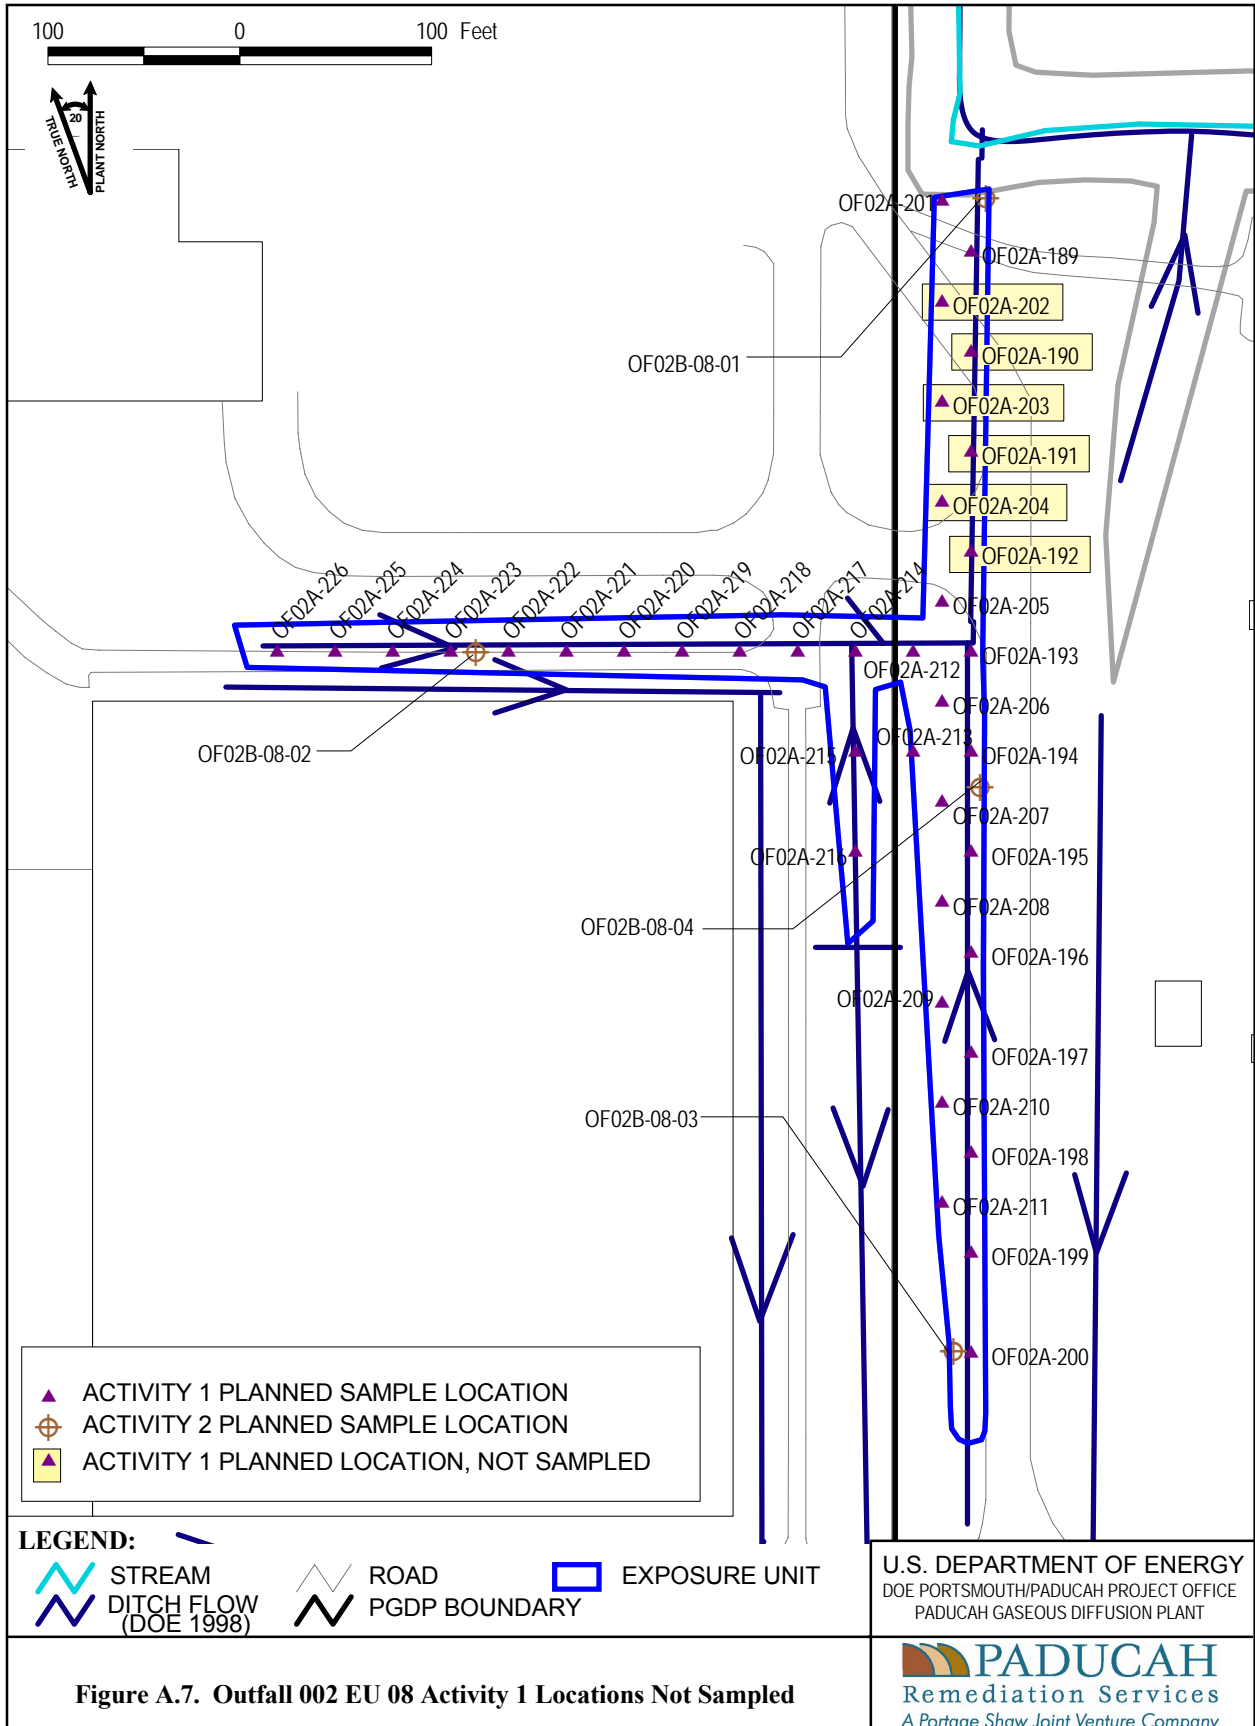 100 0 100 Feet
20
TRUE NORTH
PLANT NORTH
OF02A-201
OF02A-189
OF02A-202
OF02A-190
OF02B-08-01
OF02A-203
OF02A-191
OF02A-204
OF02A-192
OF02A-205
OF02A-226
OF02A-225
OF02A-224
OF02A-223
OF02A-222
OF02A-221
OF02A-220
OF02A-219
OF02A-218
OF02A-217
OF02A-214
OF02A-193
OF02A-212
OF02A-206
OF02A-213
OF02B-08-02
OF02A-215
OF02A-194
OF02A-207
OF02A-216
OF02A-195
OF02A-208
OF02B-08-04
OF02A-196
OF02A-209
OF02A-197
OF02A-210
OF02B-08-03
OF02A-198
OF02A-211
OF02A-199
OF02A-200
ACTIVITY 1 PLANNED SAMPLE LOCATION
ACTIVITY 2 PLANNED SAMPLE LOCATION
ACTIVITY 1 PLANNED LOCATION, NOT SAMPLED
LEGEND:
STREAM
DITCH FLOW
(DOE 1998)
ROAD
PGDP BOUNDARY
EXPOSURE UNIT
U.S. DEPARTMENT OF ENERGY
DOE PORTSMOUTH/PADUCAH PROJECT OFFICE
PADUCAH GASEOUS DIFFUSION PLANT
Figure A.7. Outfall 002 EU 08 Activity 1 Locations Not Sampled
PADUCAH
Remediation Services
A Portage Shaw Joint Venture Company